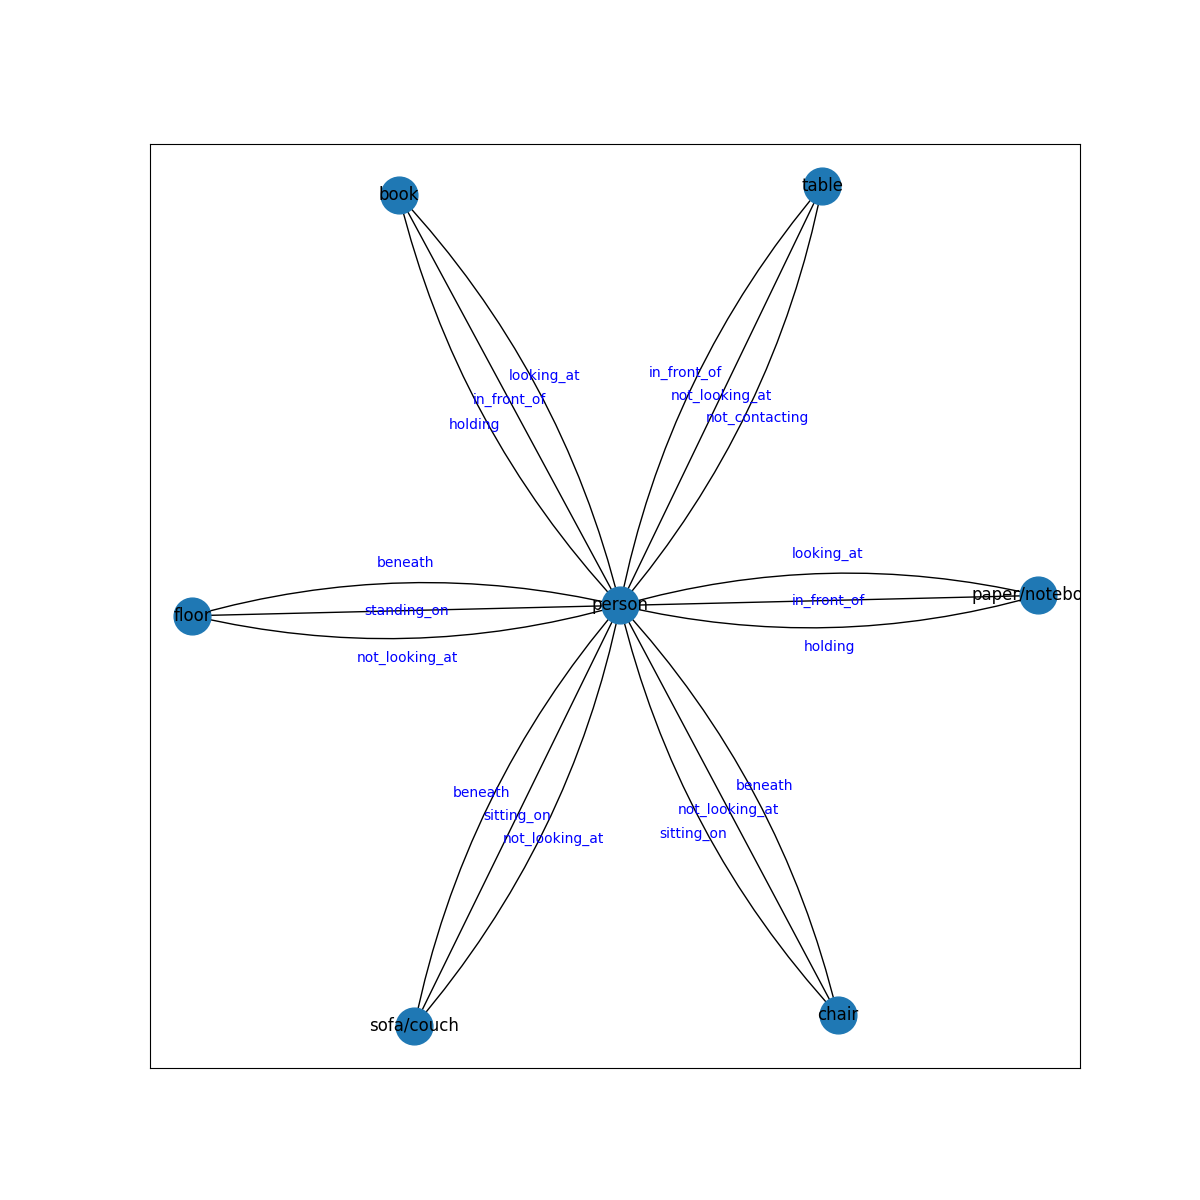 book
table
in_front_of
looking_at
not_looking_at
in_front_of
not_contacting
holding
looking_at
beneath
paper/notebo
in_front_of
person
standing_on
floor
holding
not_looking_at
beneath
beneath
not_looking_at
sitting_on
sitting_on
not_looking_at
chair
sofa/couch